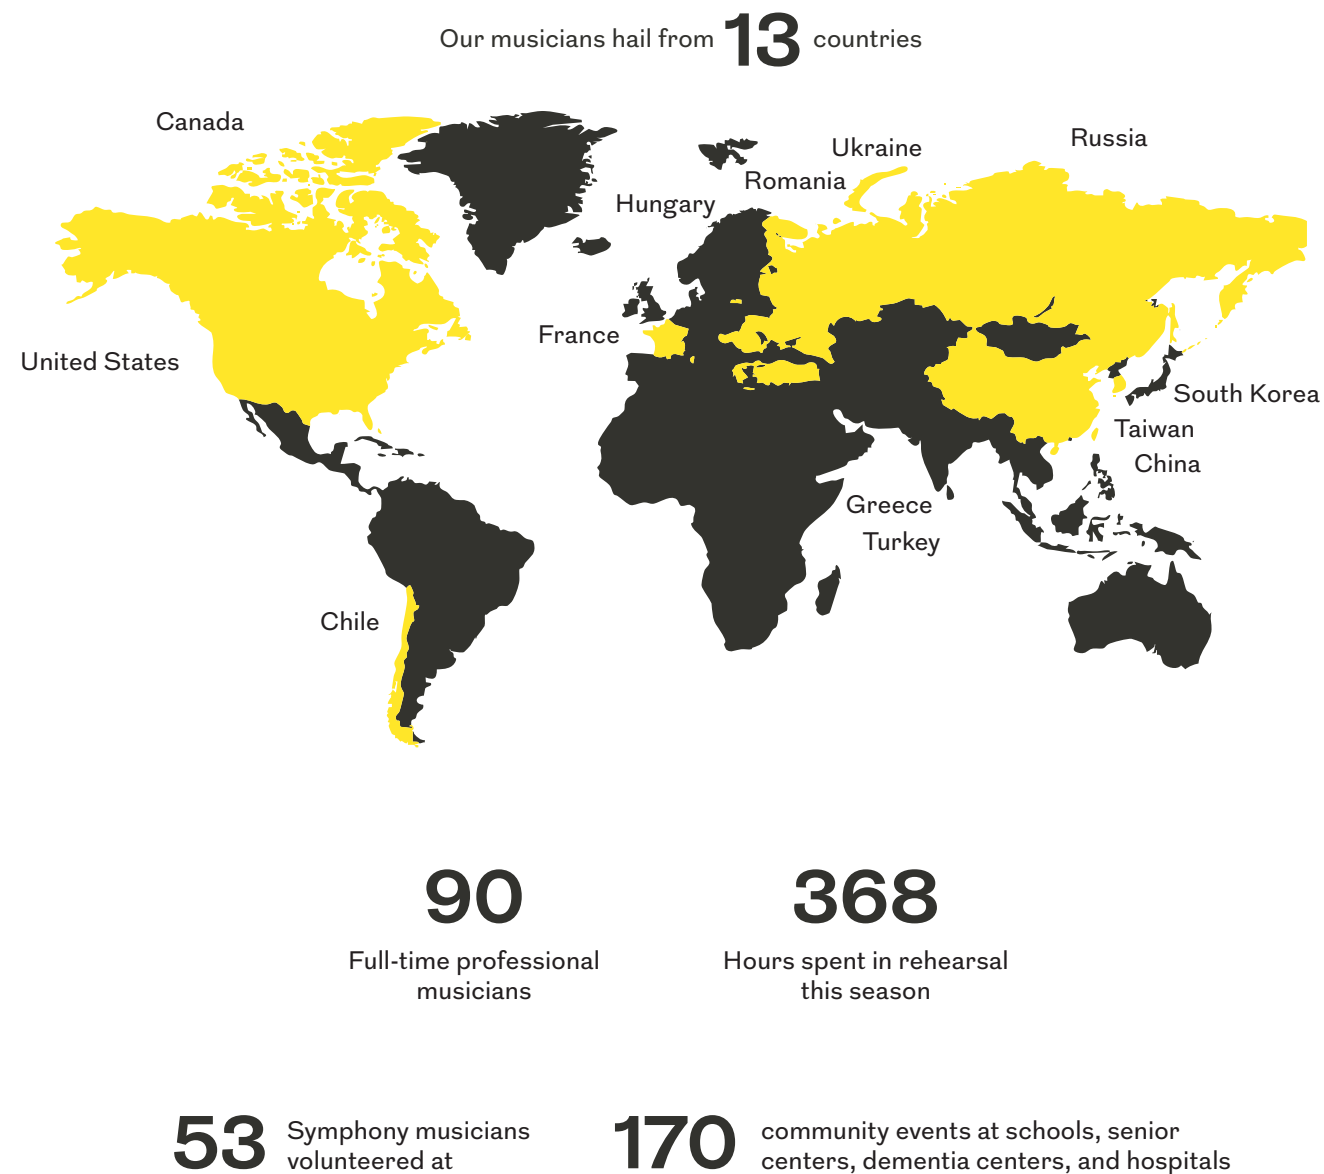 Our musicians hail from 13 countries
Canada
Ukraine
Russia
Romania
Hungary
France
United States
South Korea
Taiwan
China
Greece
Turkey
Chile
90
Full-time professional
musicians
368
Hours spent in rehearsal
this season
53
Symphony musicians
volunteered at
170
community events at schools, senior
centers, dementia centers, and hospitals